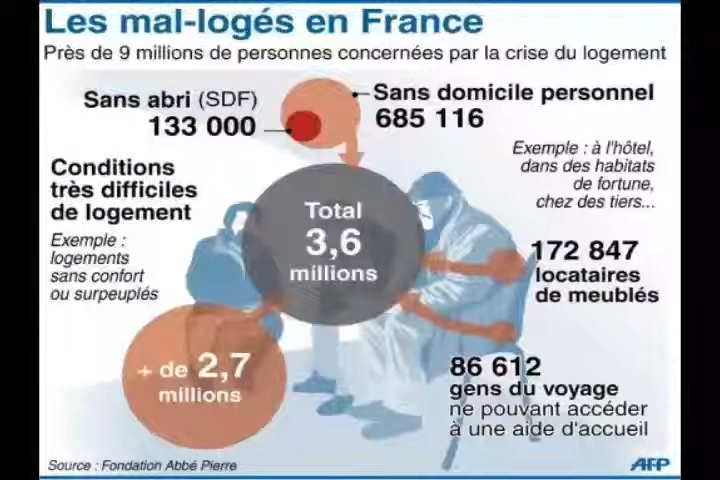 Les mal-logés en France
Près de 9 millions de personnes concernées par la crise du logement
Sans abri (SDF)
133 000
Sans domicile personnel
685 116
Exemple : à l'hôtel,
dans des habitats
de fortune,
chez des tiers...
Conditions
très difficiles
de logement
Exemple :
logements
sans confort
ou surpeuplés
Total
3,6
millions
172 847
locataires
de meublés
+ de 2,7
millions
86 612
gens du voyage
ne pouvant accéder
à une aide d'accueil
Source : Fondation Abbé Pierre
AFP